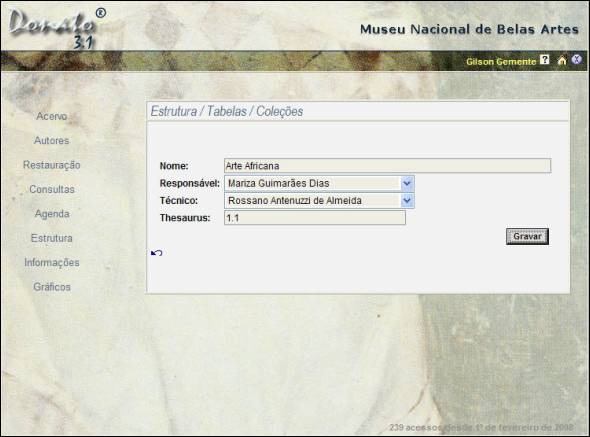 Donato®
3.1
Museu Nacional de Belas Artes
Gilson Gemente ? X
Acervo
Autores
Restauração
Consultas
Agenda
Estrutura
Informações
Gráficos
Estrutura / Tabelas / Coleções
Nome: Arte Africana
Responsável: Mariza Guimarães Dias
Técnico: Rossano Antenuzzi de Almeida
Thesaurus: 1.1
Gravar
239 acessos desde 1º de fevereiro de 2008